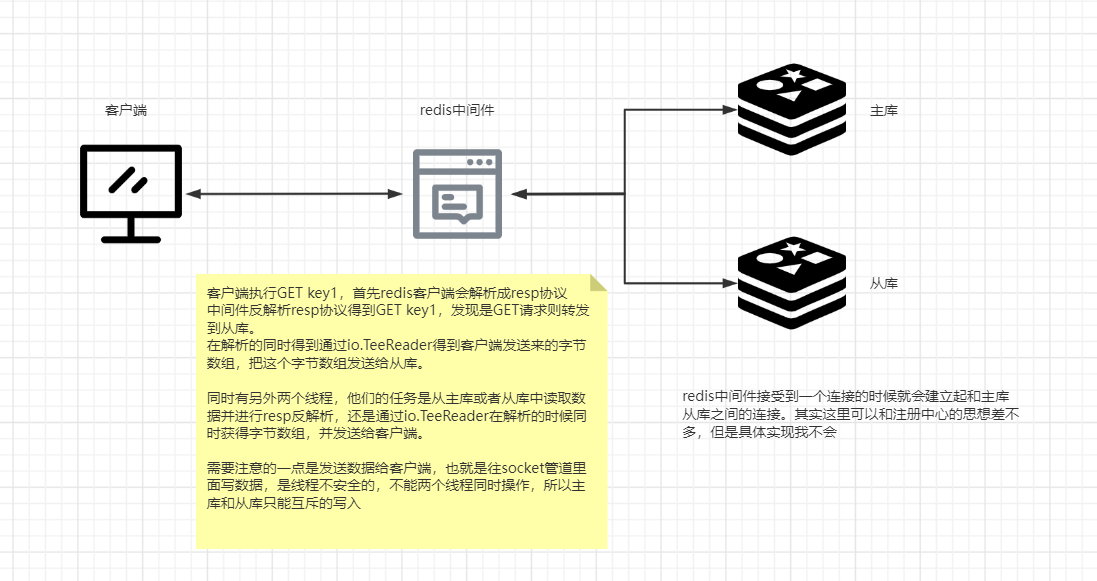 客户端
redis中间件
主库
从库
客户端执行GET key1，首先redis客户端会解析成resp协议
中间件反解析resp协议得到GET key1，发现是GET请求则转发
到从库。
在解析的同时得到通过io.TeeReader得到客户端发送来的字节
数组，把这个字节数组发送给从库。
同时有另外两个线程，他们的任务是从主库或者从库中读取数
据并进行resp反解析，还是通过io.TeeReader在解析的时候同
时获得字节数组，并发送给客户端。
需要注意的一点是发送数据给客户端，也就是往socket管道里
面写数据，是线程不安全的，不能两个线程同时操作，所以主
库和从库只能互斥的写入
redis中间件接受到一个连接的时候就会建立起和主库
从库之间的连接。其实这里可以和注册中心的思想差不
多，但是具体实现我不会